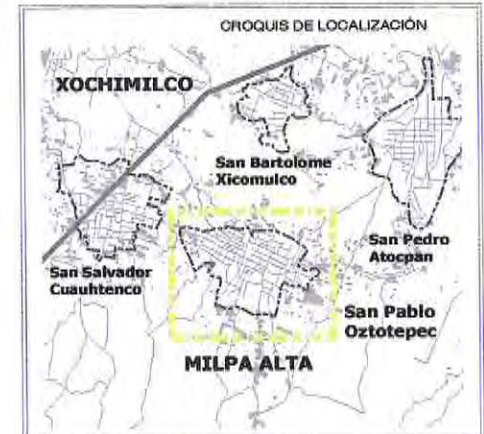 CROQUIS DE LOCALIZACIÓN
XOCHIMILCO
San Bartolome
Xicomulco
San Pedro
Atocpan
San Salvador
Cuauhtenco
San Pablo
Oztotepec
MILPA ALTA